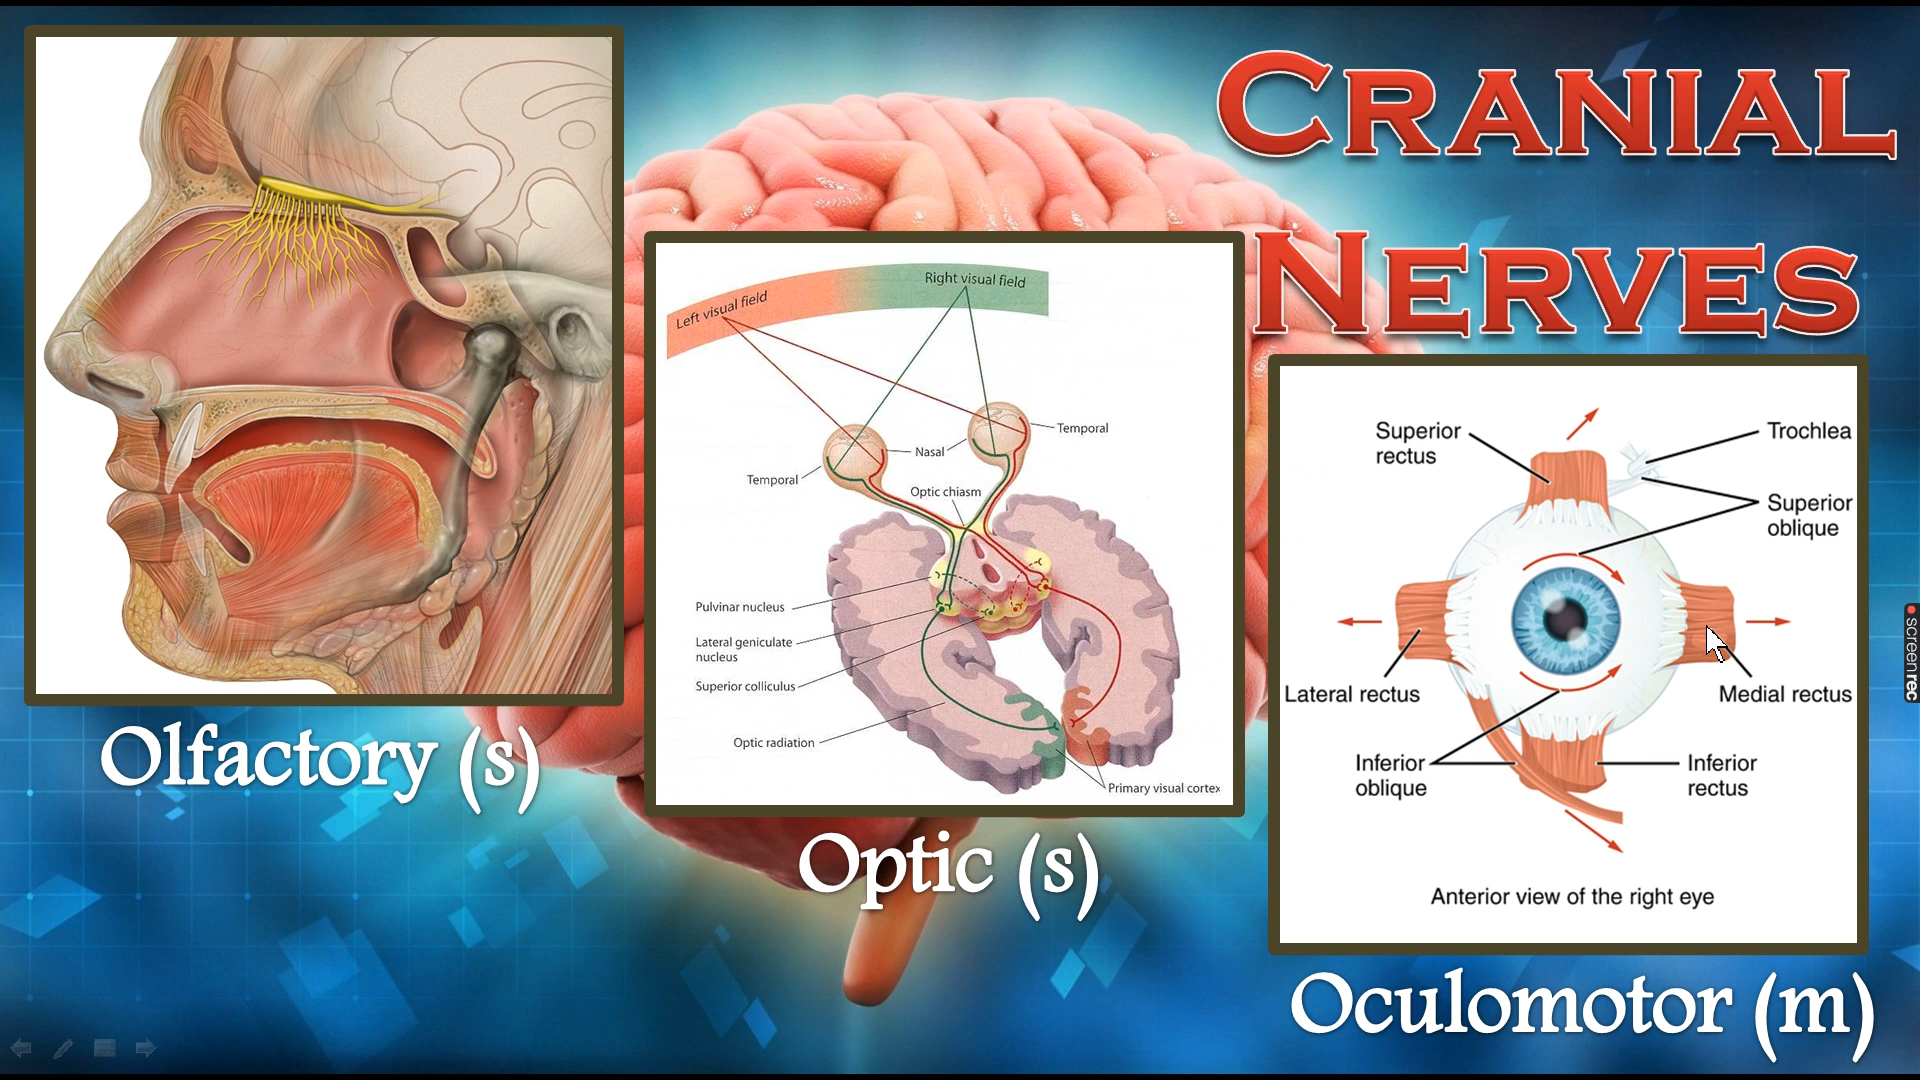 CRANIAL
NERVES
Left visual field
Right visual field
Temporal
Nasal
Temporal
Optic chiasm
Pulvinar nucleus
Lateral geniculate
nucleus
Superior colliculus
Optic radiation
Primary visual cortex
Superior
rectus
Trochlea
Superior
oblique
Lateral rectus
Medial rectus
Inferior
oblique
Inferior
rectus
Anterior view of the right eye
Olfactory (s)
Optic (s)
Oculomotor (m)
screenrec